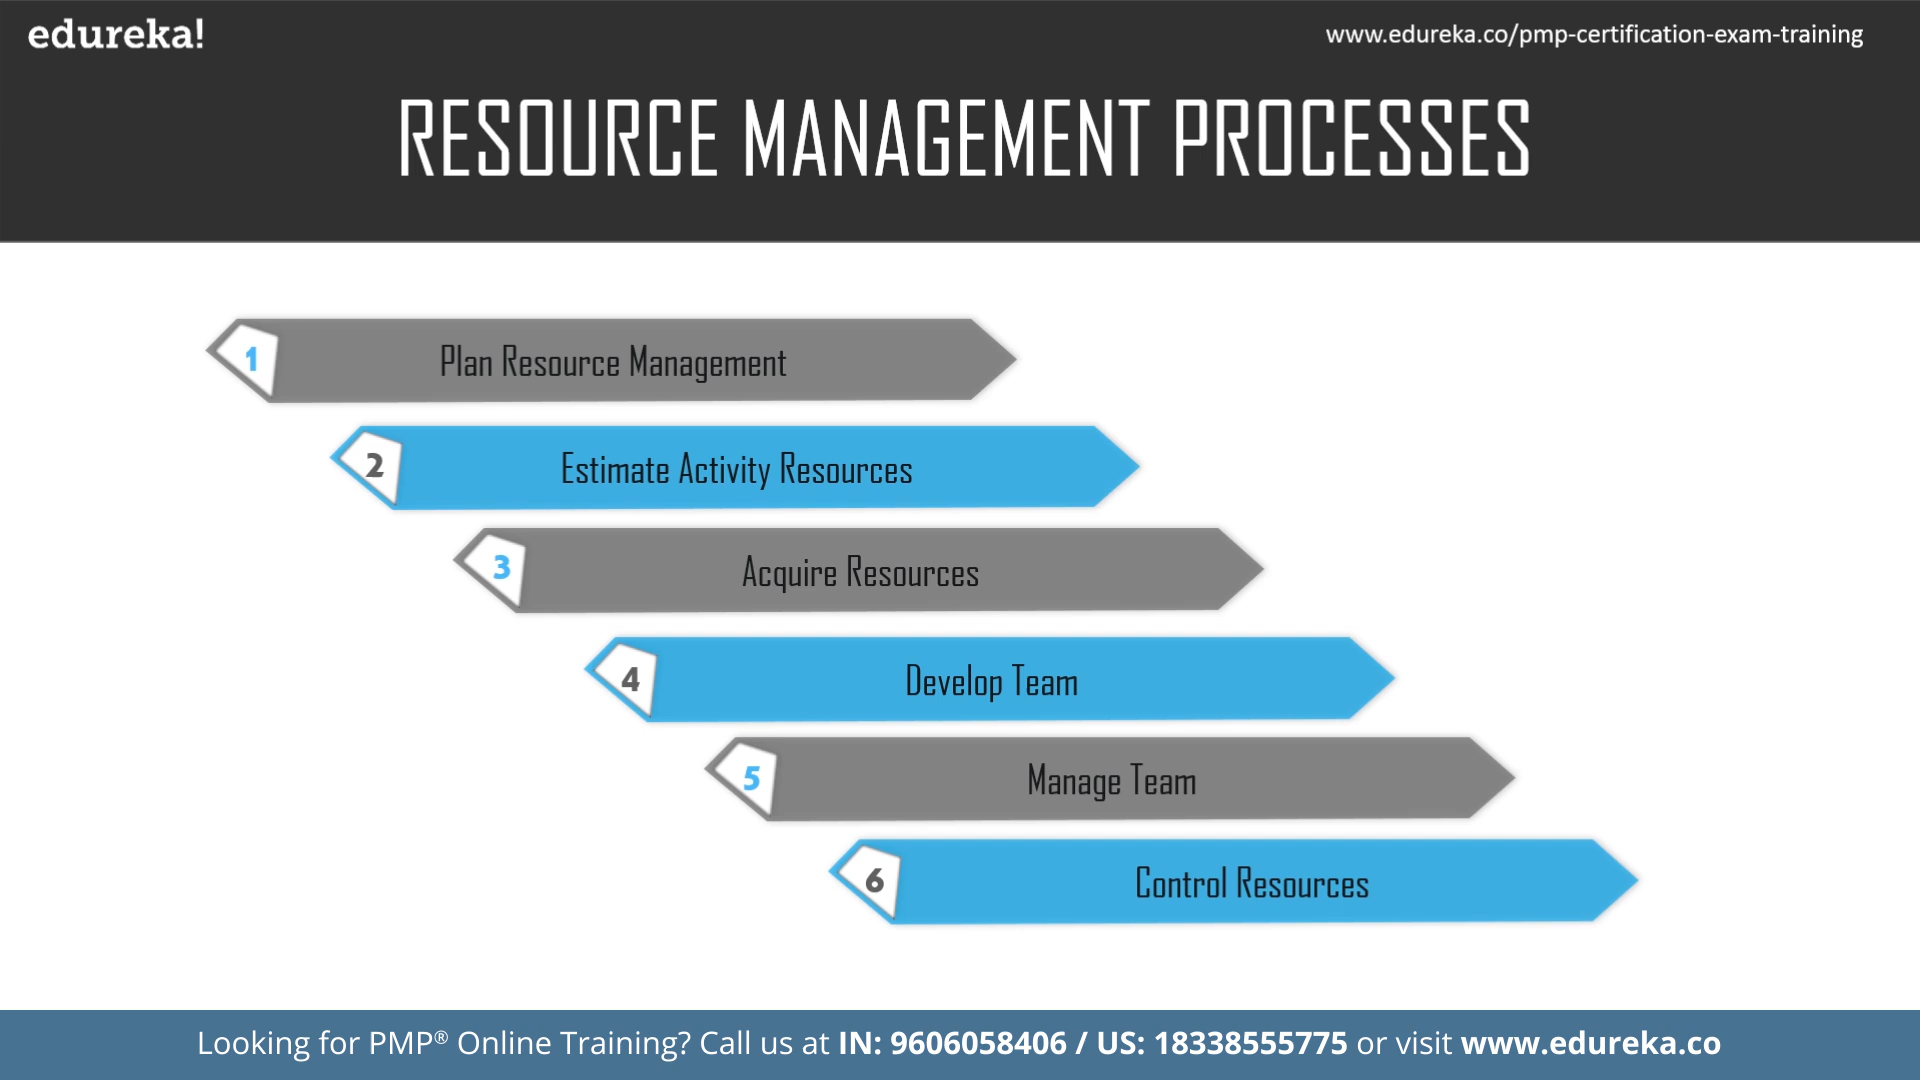 edureka!
www.edureka.co/pmp-certification-exam-training
RESOURCE MANAGEMENT PROCESSES
1
Plan Resource Management
2
Estimate Activity Resources
3
Acquire Resources
4
Develop Team
5
Manage Team
6
Control Resources
Looking for PMP® Online Training? Call us at IN: 9606058406 / US: 18338555775 or visit www.edureka.co